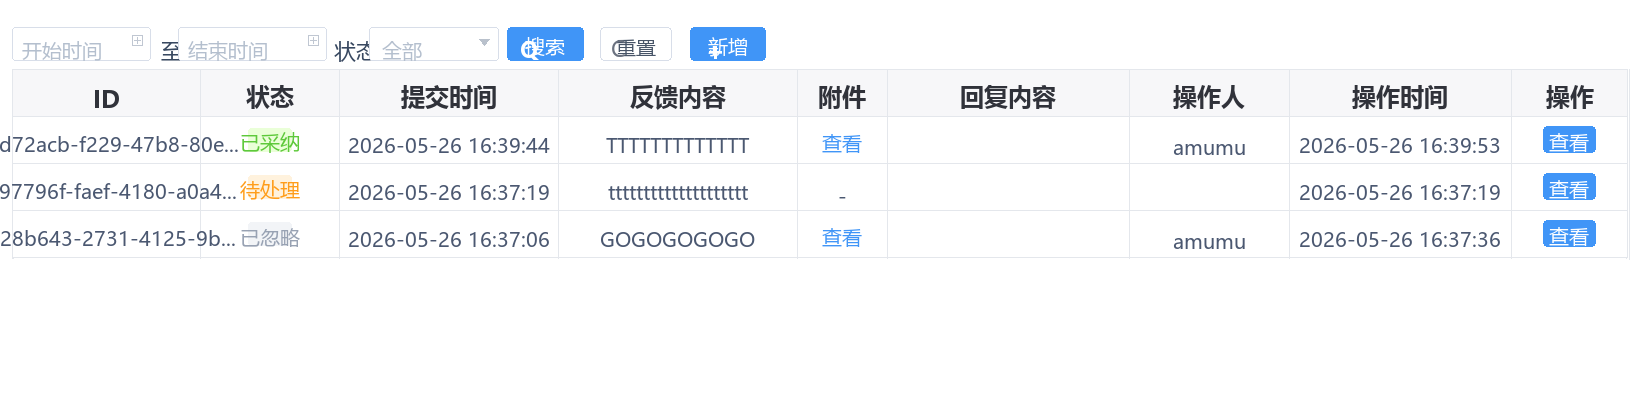 开始时间 至 结束时间 状态 全部 搜索 重置 新增
ID 状态 提交时间 反馈内容 附件 回复内容 操作人 操作时间 操作
d72acb-f229-47b8-80e... 已采纳 2026-05-26 16:39:44 TTTTTTTTTTTTT 查看 amumu 2026-05-26 16:39:53 查看
97796f-faef-4180-a0a4... 待处理 2026-05-26 16:37:19 tttttttttttttttttttt - 2026-05-26 16:37:19 查看
28b643-2731-4125-9b... 已忽略 2026-05-26 16:37:06 GOGOGOGOGO 查看 amumu 2026-05-26 16:37:36 查看